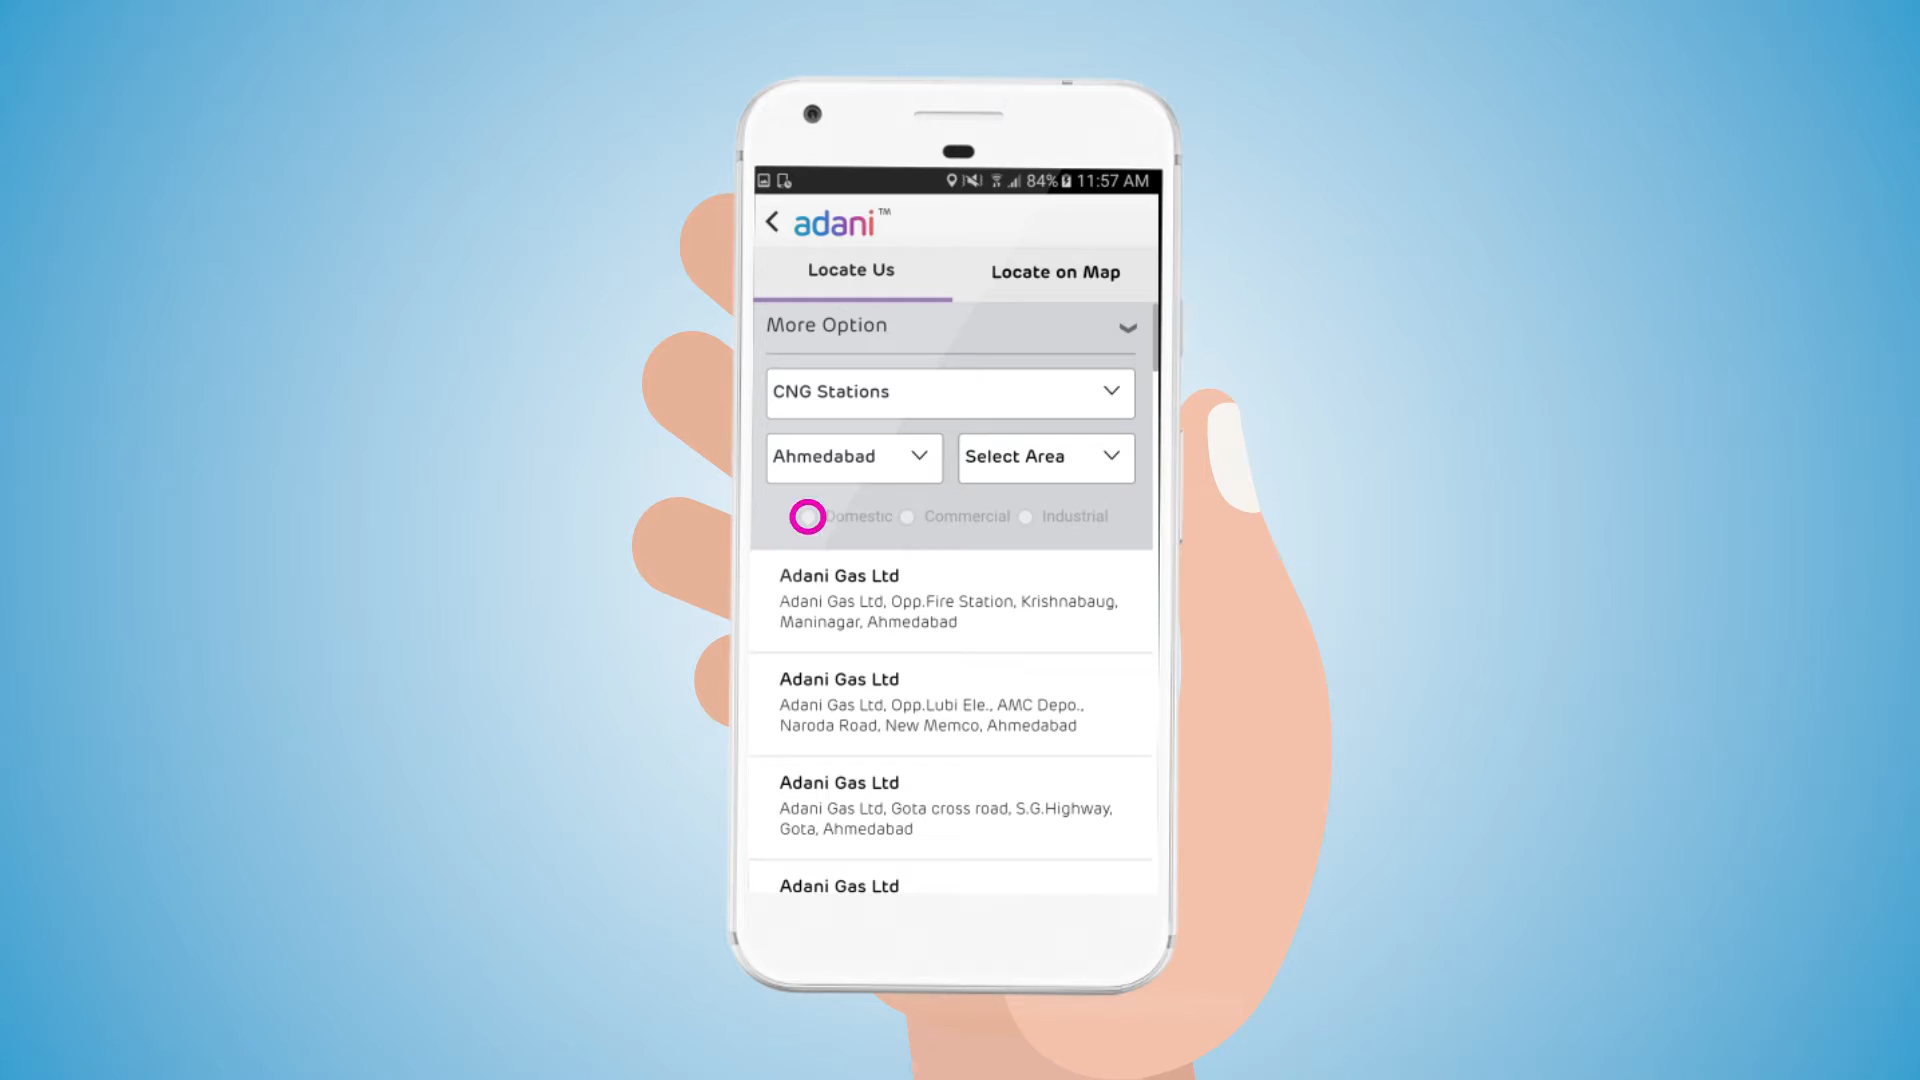 84% 11:57 AM
adani™
Locate Us
Locate on Map
More Option
CNG Stations
Ahmedabad
Select Area
Domestic
Commercial
Industrial
Adani Gas Ltd
Adani Gas Ltd, Opp.Fire Station, Krishnabaug,
Maninagar, Ahmedabad
Adani Gas Ltd
Adani Gas Ltd, Opp.Lubi Ele., AMC Depo.,
Naroda Road, New Memco, Ahmedabad
Adani Gas Ltd
Adani Gas Ltd, Gota cross road, S.G.Highway,
Gota, Ahmedabad
Adani Gas Ltd